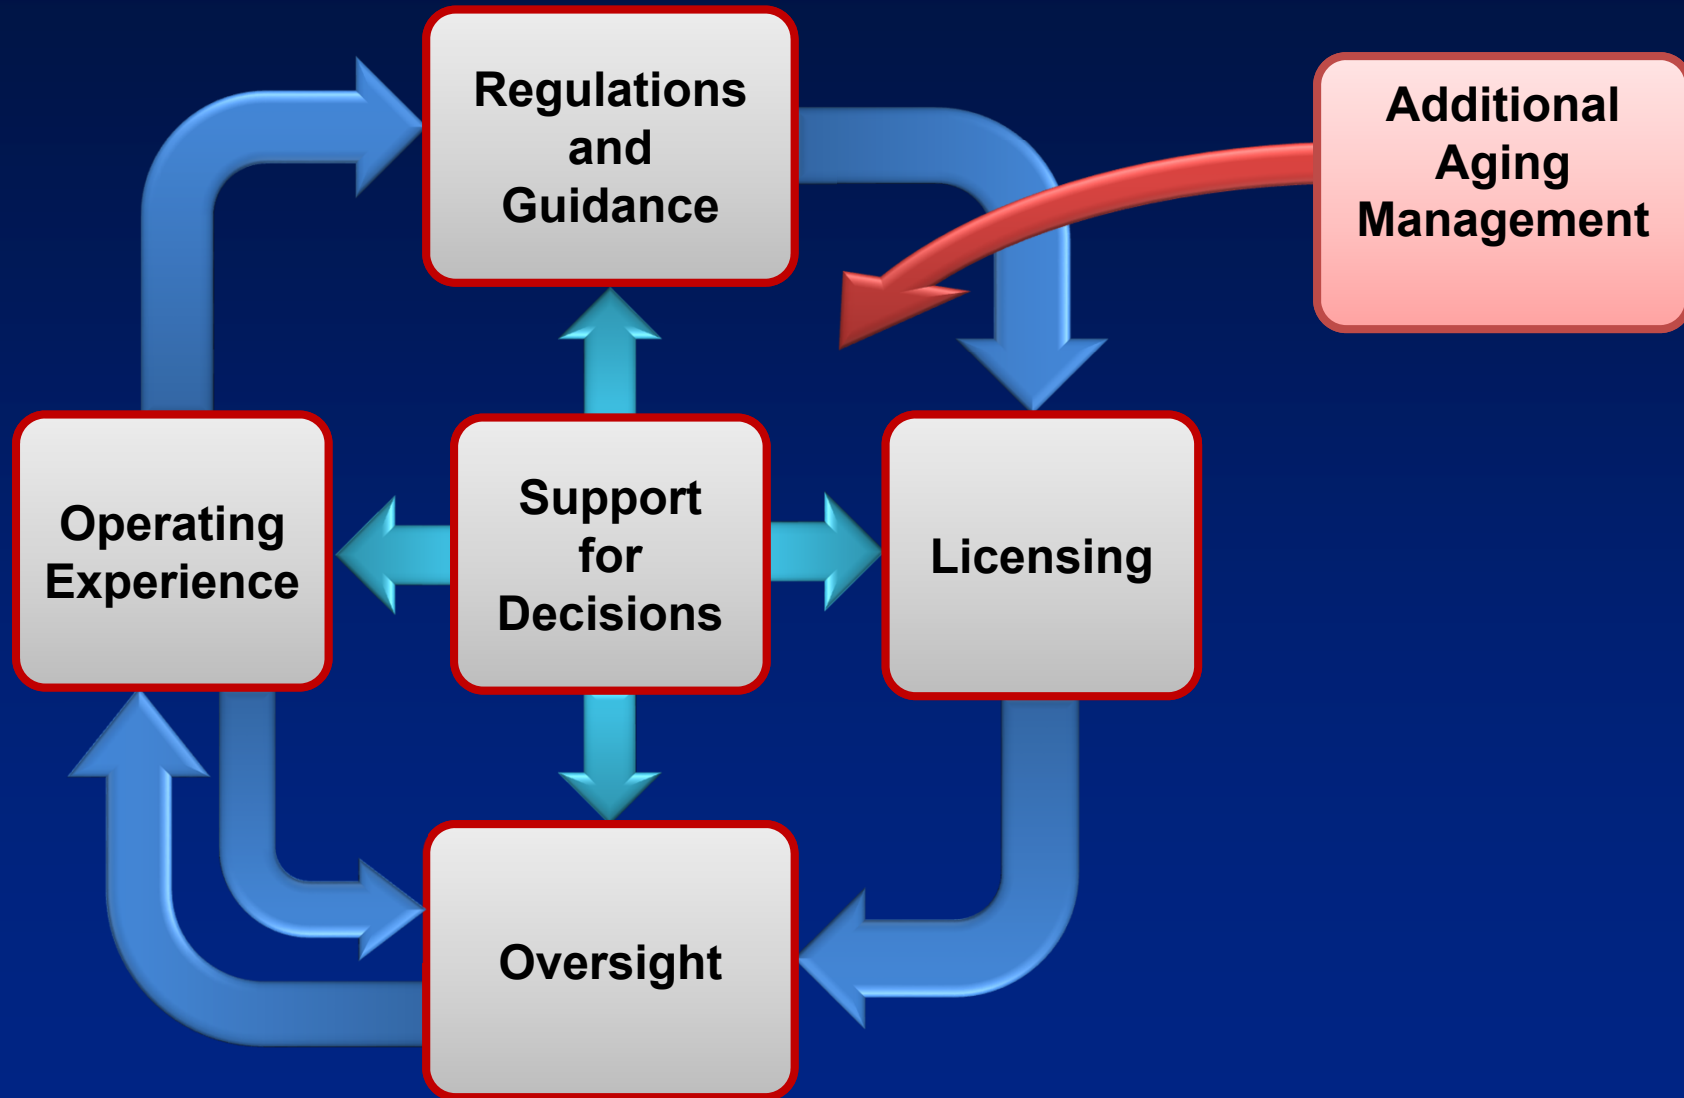 Regulations
and
Guidance
Additional
Aging
Management
Operating
Experience
Support
for
Decisions
Licensing
Oversight